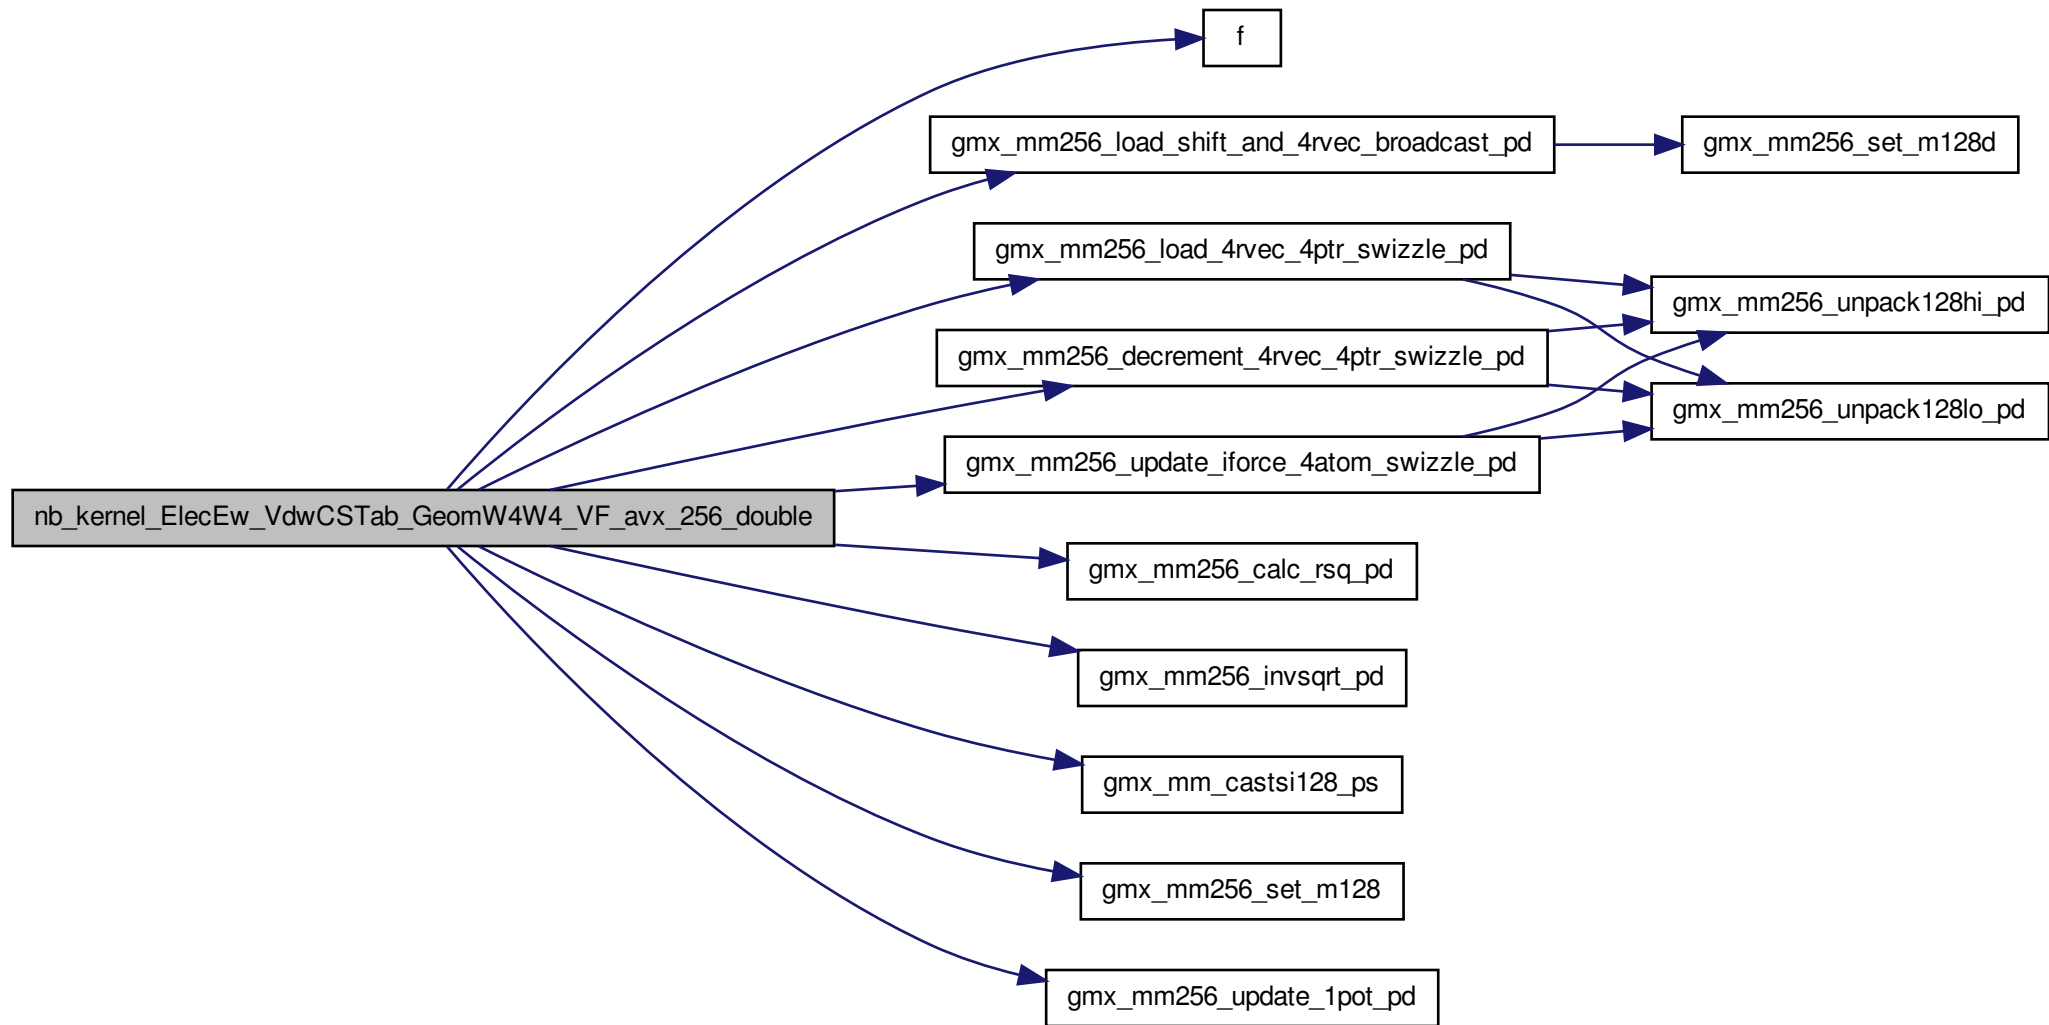 f
gmx_mm256_load_shift_and_4rvec_broadcast_pd
gmx_mm256_set_m128d
gmx_mm256_load_4rvec_4ptr_swizzle_pd
gmx_mm256_unpack128hi_pd
gmx_mm256_decrement_4rvec_4ptr_swizzle_pd
gmx_mm256_unpack128lo_pd
gmx_mm256_update_iforce_4atom_swizzle_pd
nb_kernel_ElecEw_VdwCSTab_GeomW4W4_VF_avx_256_double
gmx_mm256_calc_rsq_pd
gmx_mm256_invsqrt_pd
gmx_mm_castsi128_ps
gmx_mm256_set_m128
gmx_mm256_update_1pot_pd